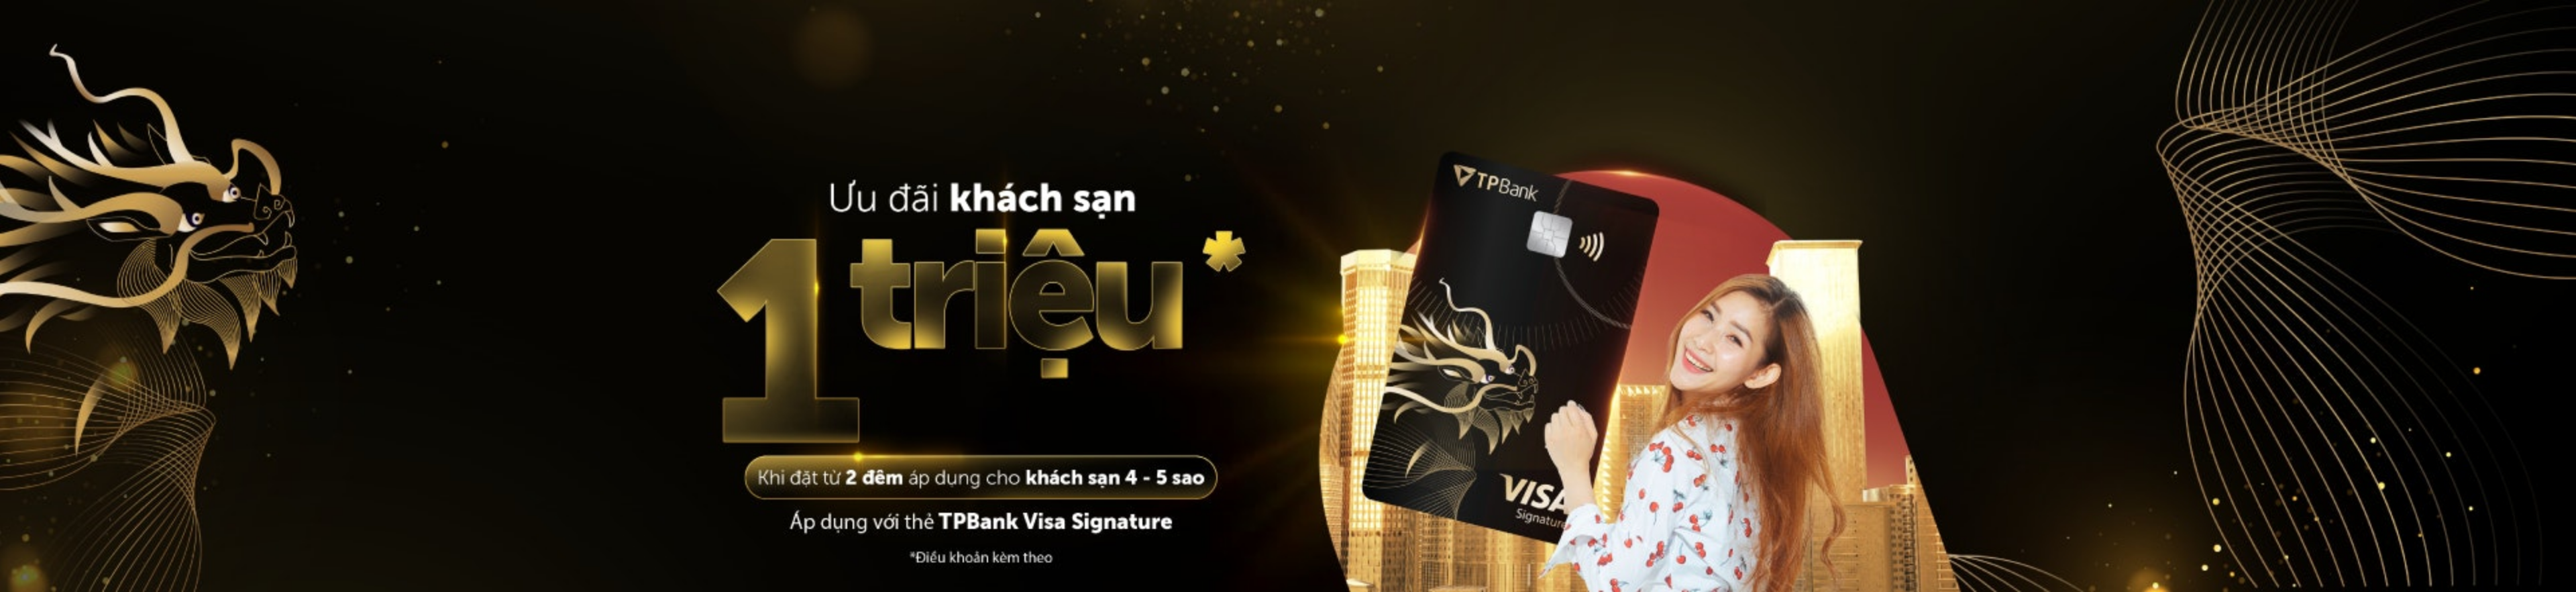 Ưu đãi khách sạn
1 triệu*
Khi đặt từ 2 đêm áp dụng cho khách sạn 4 - 5 sao
Áp dụng với thẻ TPBank Visa Signature
*Điều khoản kèm theo
TPBank
VISA
Signature